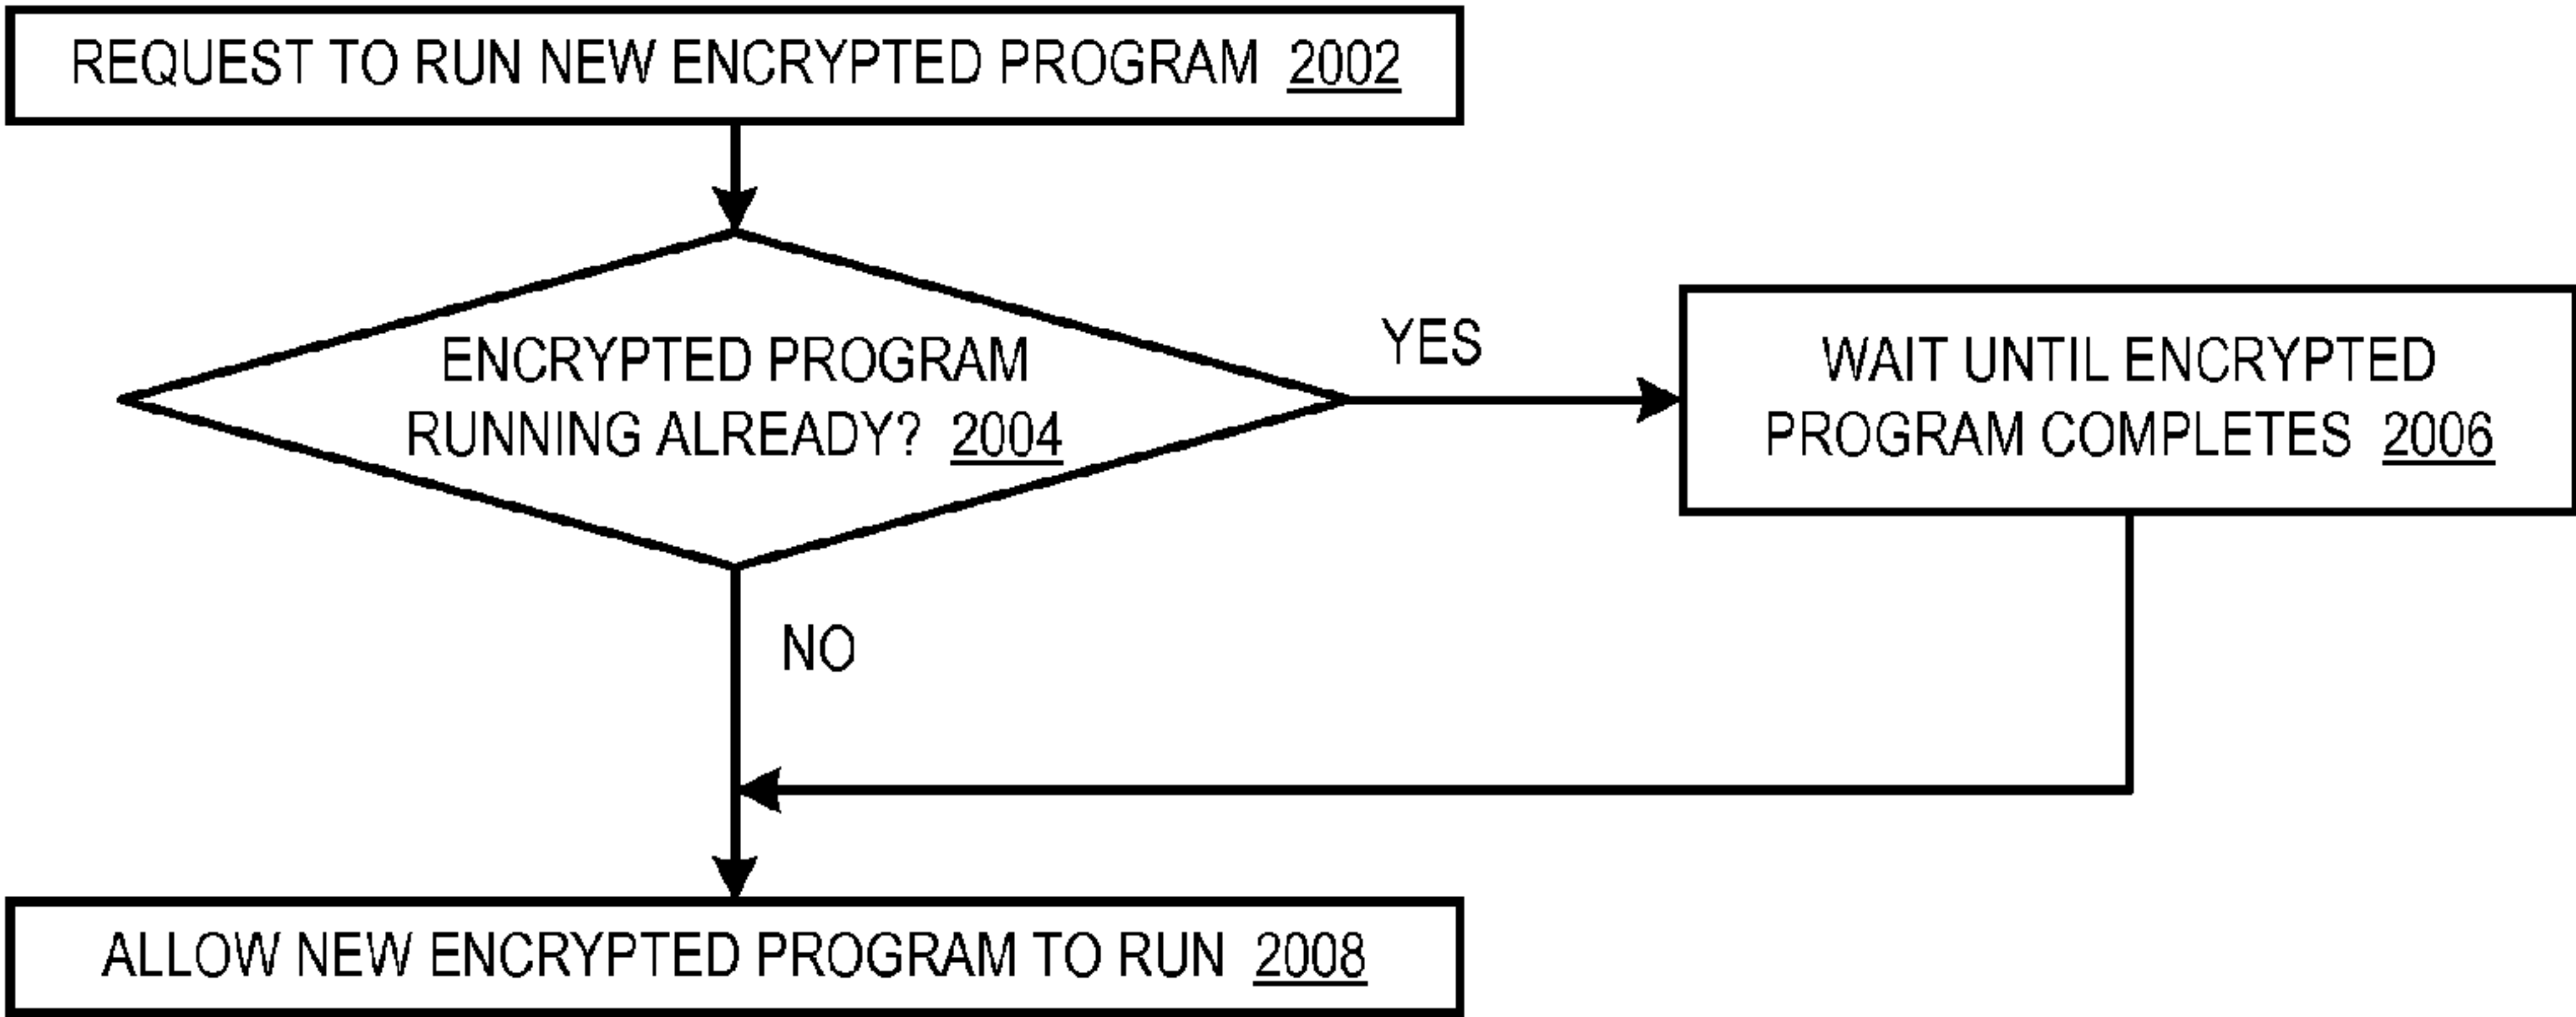 REQUEST TO RUN NEW ENCRYPTED PROGRAM 2002
ENCRYPTED PROGRAM
RUNNING ALREADY? 2004
YES
WAIT UNTIL ENCRYPTED
PROGRAM COMPLETES 2006
NO
ALLOW NEW ENCRYPTED PROGRAM TO RUN 2008